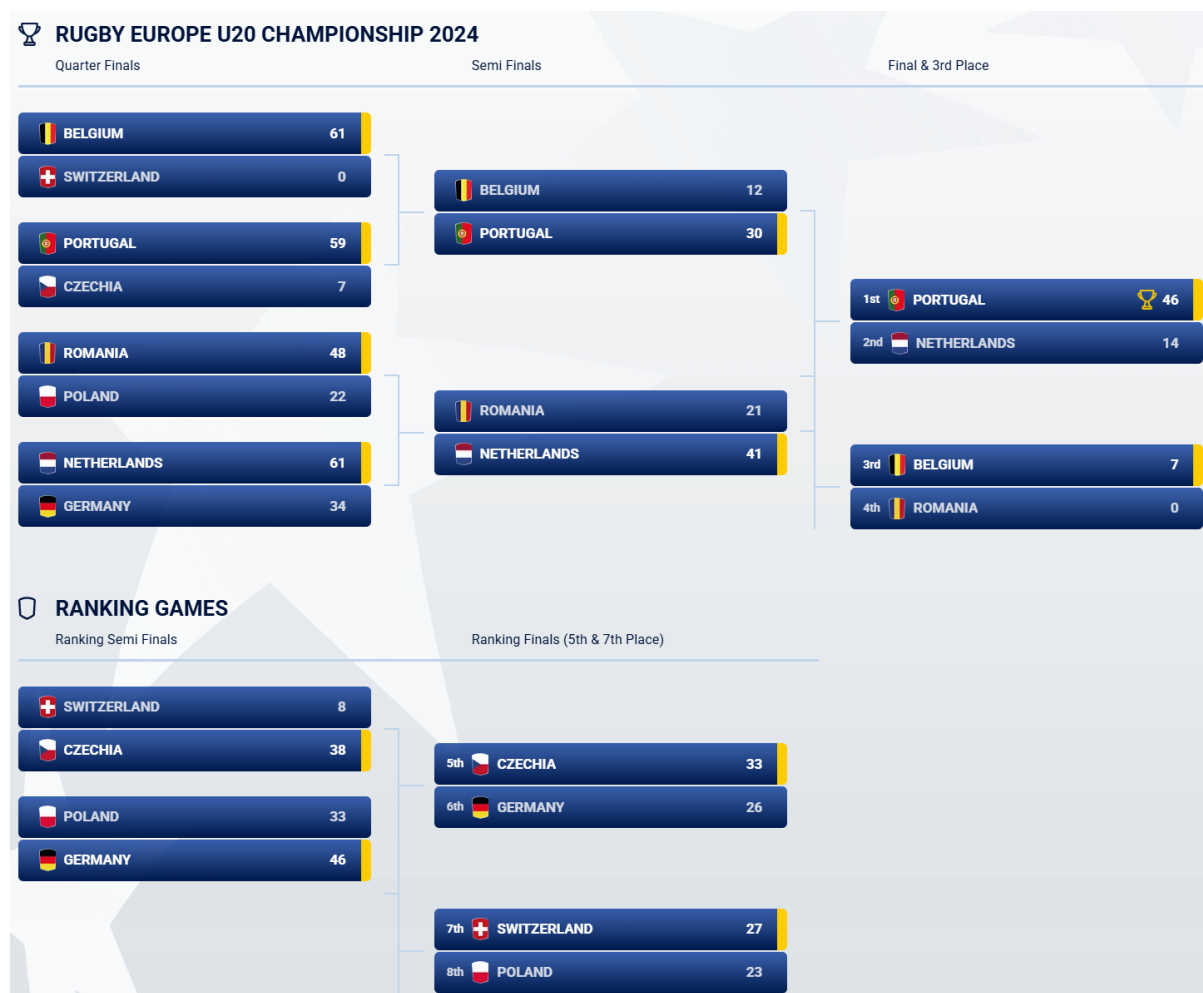 RUGBY EUROPE U20 CHAMPIONSHIP 2024
Quarter Finals Semi Finals Final & 3rd Place
BELGIUM 61
SWITZERLAND 0
PORTUGAL 59
CZECHIA 7
ROMANIA 48
POLAND 22
NETHERLANDS 61
GERMANY 34
BELGIUM 12
PORTUGAL 30
ROMANIA 21
NETHERLANDS 41
1st PORTUGAL 46
2nd NETHERLANDS 14
3rd BELGIUM 7
4th ROMANIA 0
RANKING GAMES
Ranking Semi Finals Ranking Finals (5th & 7th Place)
SWITZERLAND 8
CZECHIA 38
POLAND 33
GERMANY 46
5th CZECHIA 33
6th GERMANY 26
7th SWITZERLAND 27
8th POLAND 23